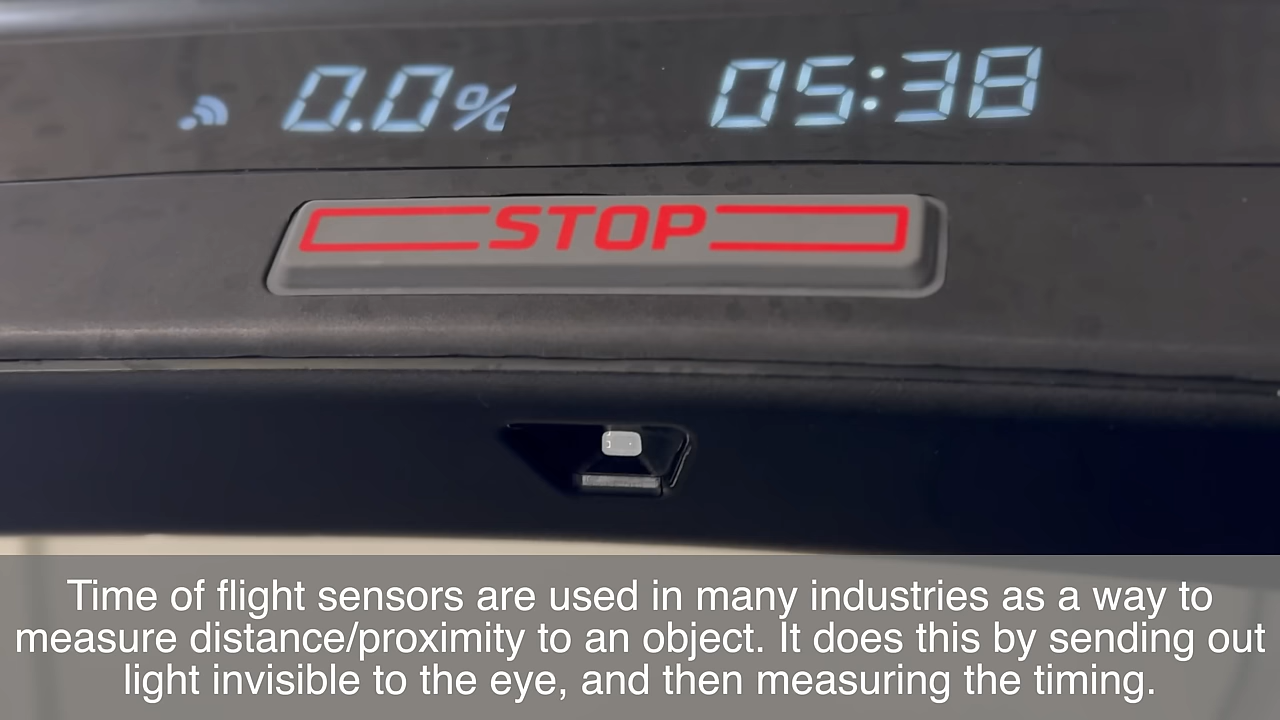 0.0% 05:38
STOP
Time of flight sensors are used in many industries as a way to
measure distance/proximity to an object. It does this by sending out
light invisible to the eye, and then measuring the timing.